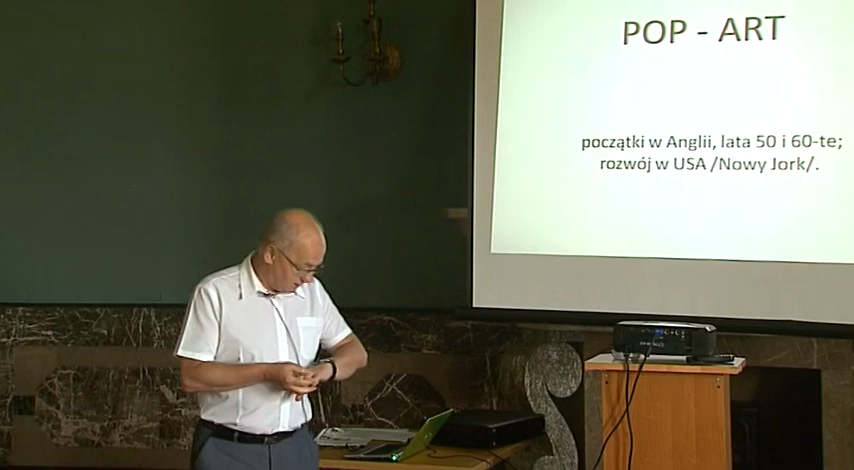 POP - ART
początki w Anglii, lata 50 i 60-te;
rozwój w USA /Nowy Jork/.